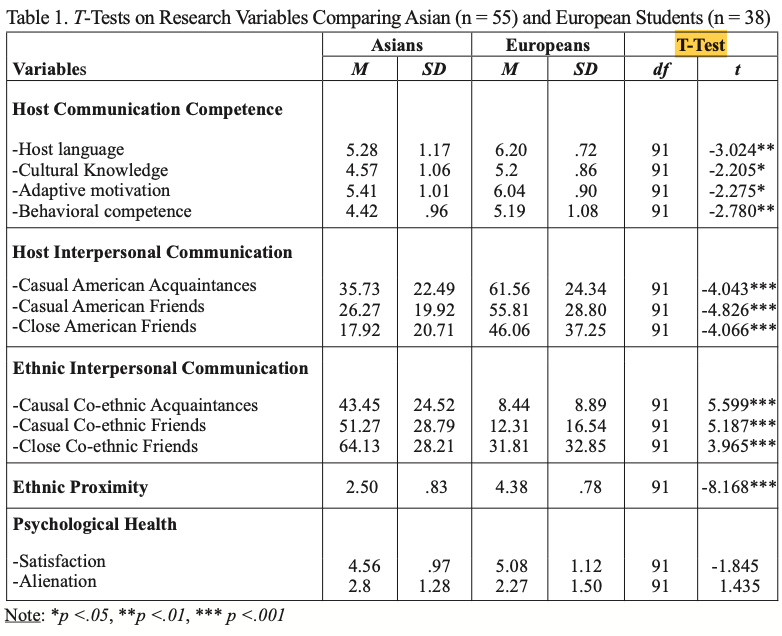 Table 1. T-Tests on Research Variables Comparing Asian (n = 55) and European Students (n = 38)
Asians Europeans T-Test
Variables M SD M SD df t
Host Communication Competence
-Host language 5.28 1.17 6.20 .72 91 -3.024**
-Cultural Knowledge 4.57 1.06 5.2 .86 91 -2.205*
-Adaptive motivation 5.41 1.01 6.04 .90 91 -2.275*
-Behavioral competence 4.42 .96 5.19 1.08 91 -2.780**
Host Interpersonal Communication
-Casual American Acquaintances 35.73 22.49 61.56 24.34 91 -4.043***
-Casual American Friends 26.27 19.92 55.81 28.80 91 -4.826***
-Close American Friends 17.92 20.71 46.06 37.25 91 -4.066***
Ethnic Interpersonal Communication
-Causal Co-ethnic Acquaintances 43.45 24.52 8.44 8.89 91 5.599***
-Casual Co-ethnic Friends 51.27 28.79 12.31 16.54 91 5.187***
-Close Co-ethnic Friends 64.13 28.21 31.81 32.85 91 3.965***
Ethnic Proximity 2.50 .83 4.38 .78 91 -8.168***
Psychological Health
-Satisfaction 4.56 .97 5.08 1.12 91 -1.845
-Alienation 2.8 1.28 2.27 1.50 91 1.435
Note: *p <.05, **p <.01, *** p <.001